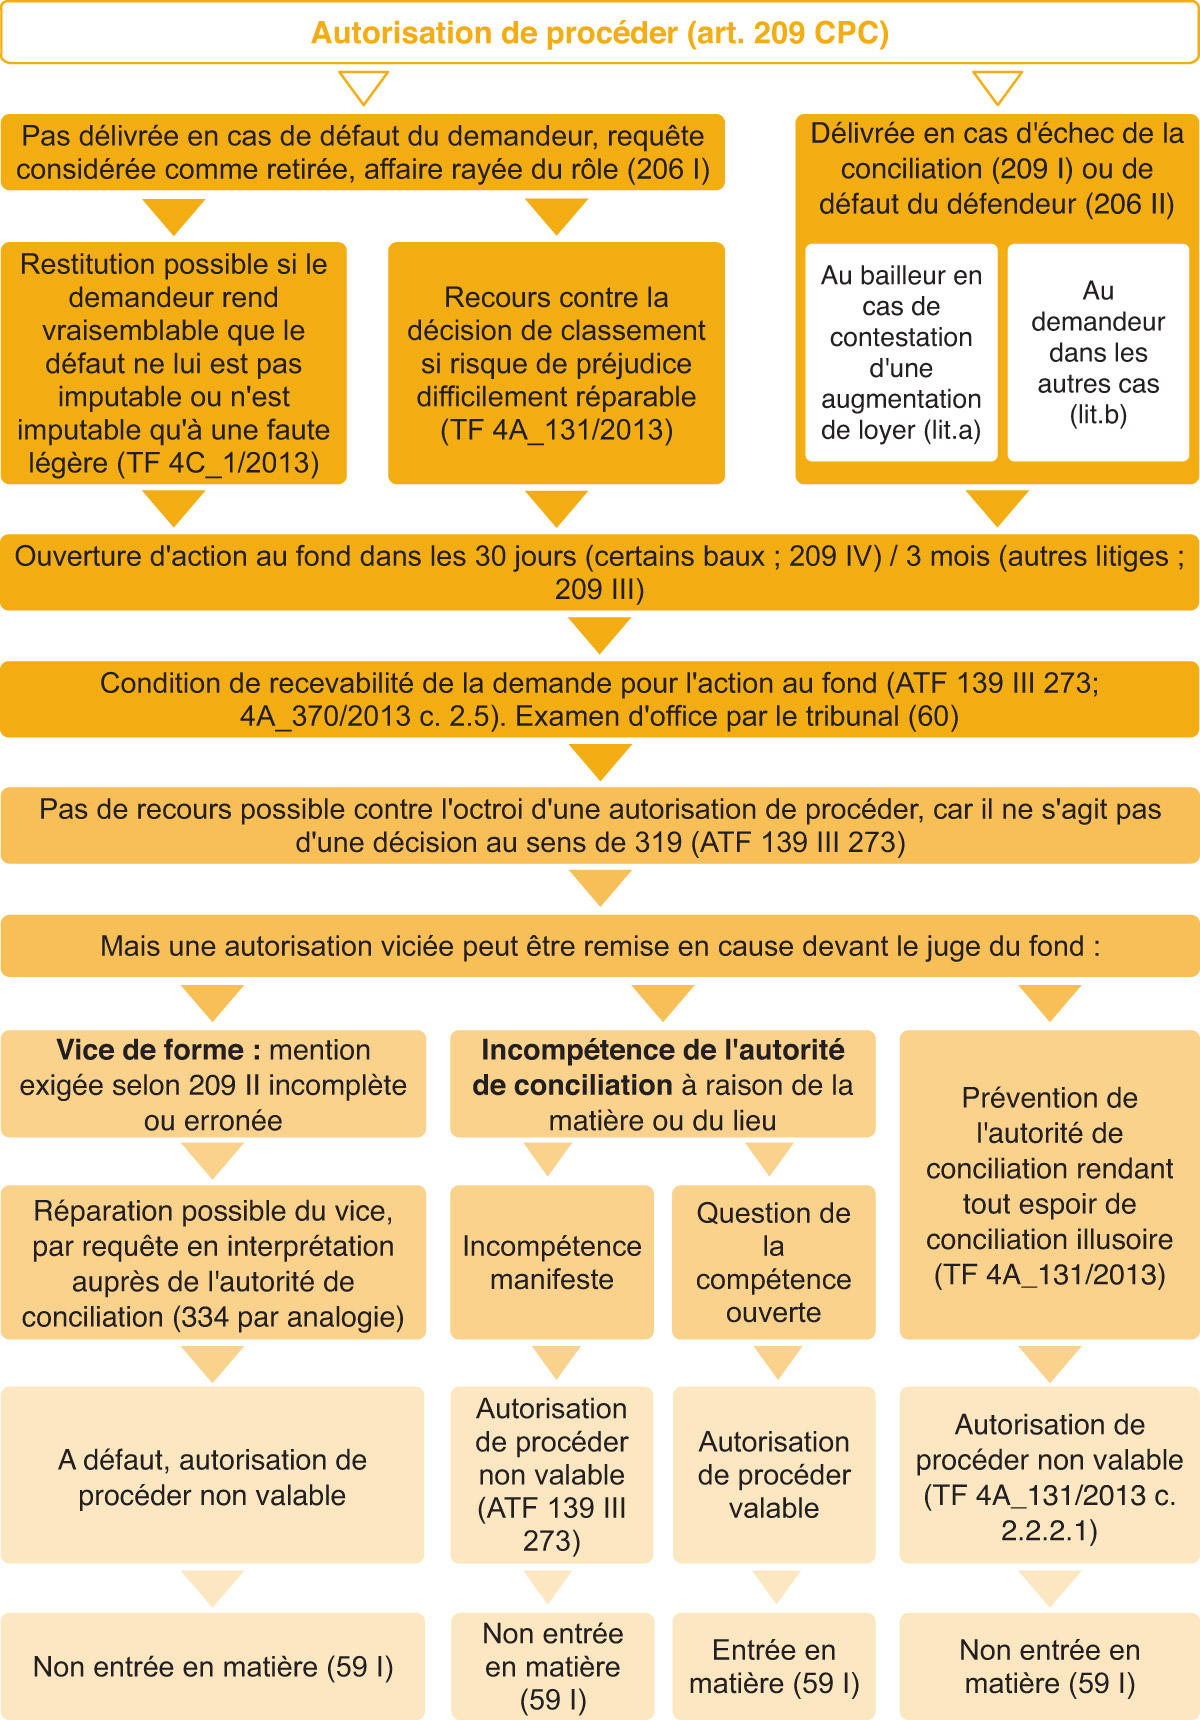 Autorisation de procéder (art. 209 CPC)
Pas délivrée en cas de défaut du demandeur, requête
considérée comme retirée, affaire rayée du rôle (206 I)
Délivrée en cas d'échec de la
conciliation (209 I) ou de
défaut du défendeur (206 II)
Restitution possible si le
demandeur rend
vraisemblable que le
défaut ne lui est pas
imputable ou n'est
imputable qu'à une faute
légère (TF 4C_1/2013)
Recours contre la
décision de classement
si risque de préjudice
difficilement réparable
(TF 4A_131/2013)
Au bailleur en
cas de
contestation
d'une
augmentation
de loyer (lit.a)
Au
demandeur
dans les
autres cas
(lit.b)
Ouverture d'action au fond dans les 30 jours (certains baux ; 209 IV) / 3 mois (autres litiges ;
209 III)
Condition de recevabilité de la demande pour l'action au fond (ATF 139 III 273;
4A_370/2013 c. 2.5). Examen d'office par le tribunal (60)
Pas de recours possible contre l'octroi d'une autorisation de procéder, car il ne s'agit pas
d'une décision au sens de 319 (ATF 139 III 273)
Mais une autorisation viciée peut être remise en cause devant le juge du fond :
Vice de forme : mention
exigée selon 209 II incomplète
ou erronée
Incompétence de l'autorité
de conciliation à raison de la
matière ou du lieu
Prévention de
l'autorité de
conciliation rendant
tout espoir de
conciliation illusoire
(TF 4A_131/2013)
Réparation possible du vice,
par requête en interprétation
auprès de l'autorité de
conciliation (334 par analogie)
Incompétence
manifeste
Question de
la
compétence
ouverte
A défaut, autorisation de
procéder non valable
Autorisation
de procéder
non valable
(ATF 139 III
273)
Autorisation
de procéder
valable
Autorisation de
procéder non valable
(TF 4A_131/2013 c.
2.2.2.1)
Non entrée en matière (59 I)
Non entrée
en matière
(59 I)
Entrée en
matière (59 I)
Non entrée en
matière (59 I)